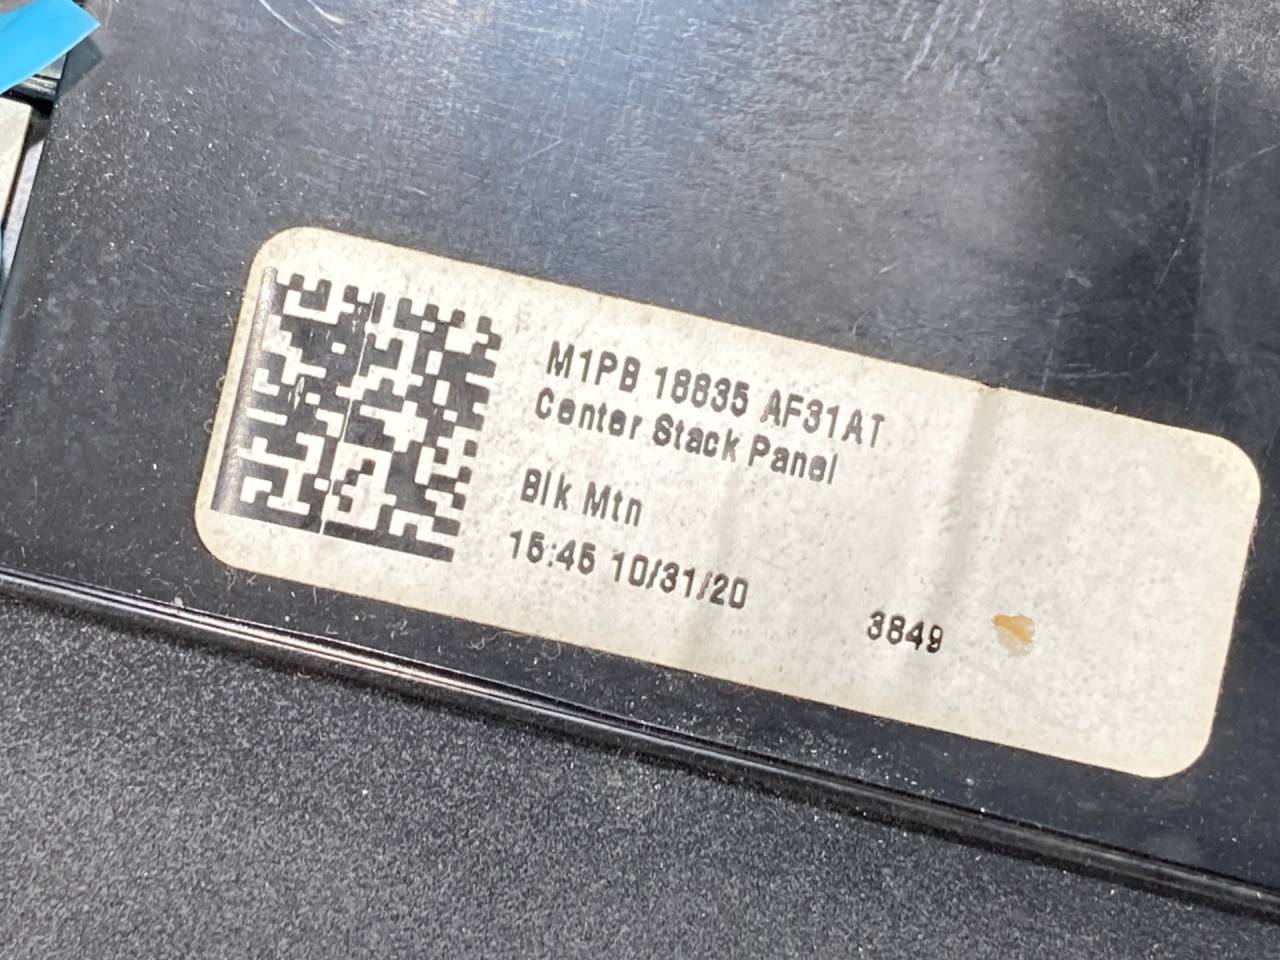 M1PB 18835 AF31AT
Center Stack Panel
Blk Mtn
15:45 10/31/20
3849